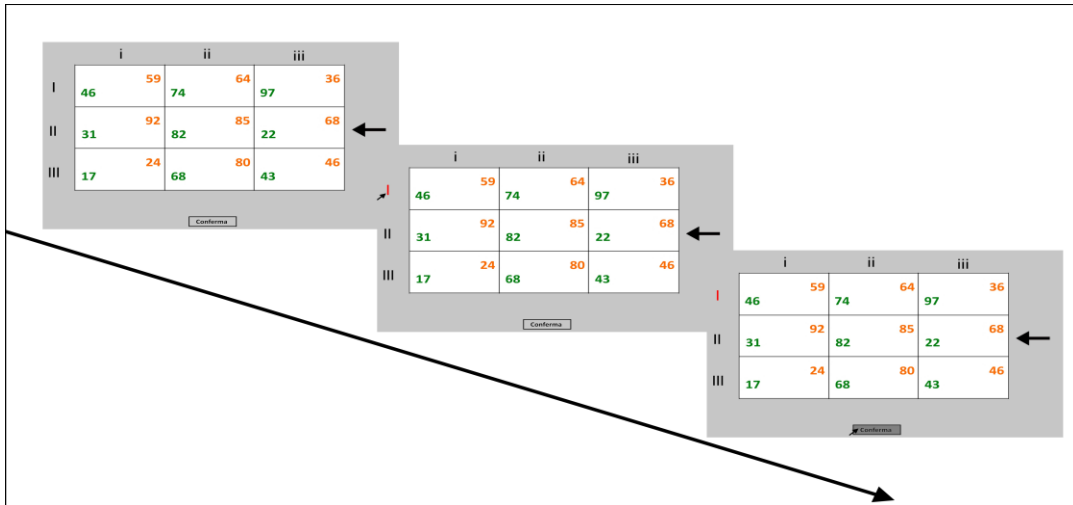 i ii iii
59 64 36
I 46 74 97
92 85 68
II 31 82 22
24 80 46
III 17 68 43
Conferma
i ii iii
59 64 36
I 46 74 97
92 85 68
II 31 82 22
24 80 46
III 17 68 43
Conferma
i ii iii
59 64 36
I 46 74 97
92 85 68
II 31 82 22
24 80 46
III 17 68 43
Conferma